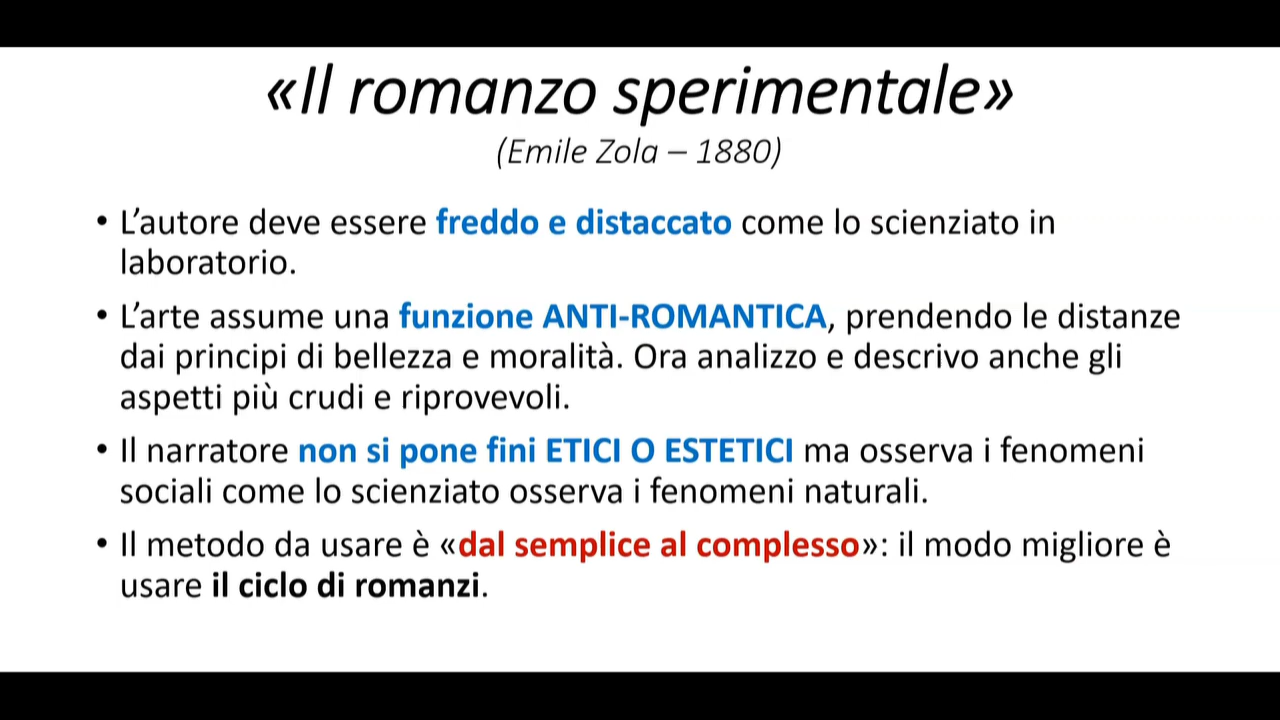 «Il romanzo sperimentale»
(Emile Zola – 1880)
• L’autore deve essere freddo e distaccato come lo scienziato in
laboratorio.
• L’arte assume una funzione ANTI-ROMANTICA, prendendo le distanze
dai principi di bellezza e moralità. Ora analizzo e descrivo anche gli
aspetti più crudi e riprovevoli.
• Il narratore non si pone fini ETICI O ESTETICI ma osserva i fenomeni
sociali come lo scienziato osserva i fenomeni naturali.
• Il metodo da usare è «dal semplice al complesso»: il modo migliore è
usare il ciclo di romanzi.